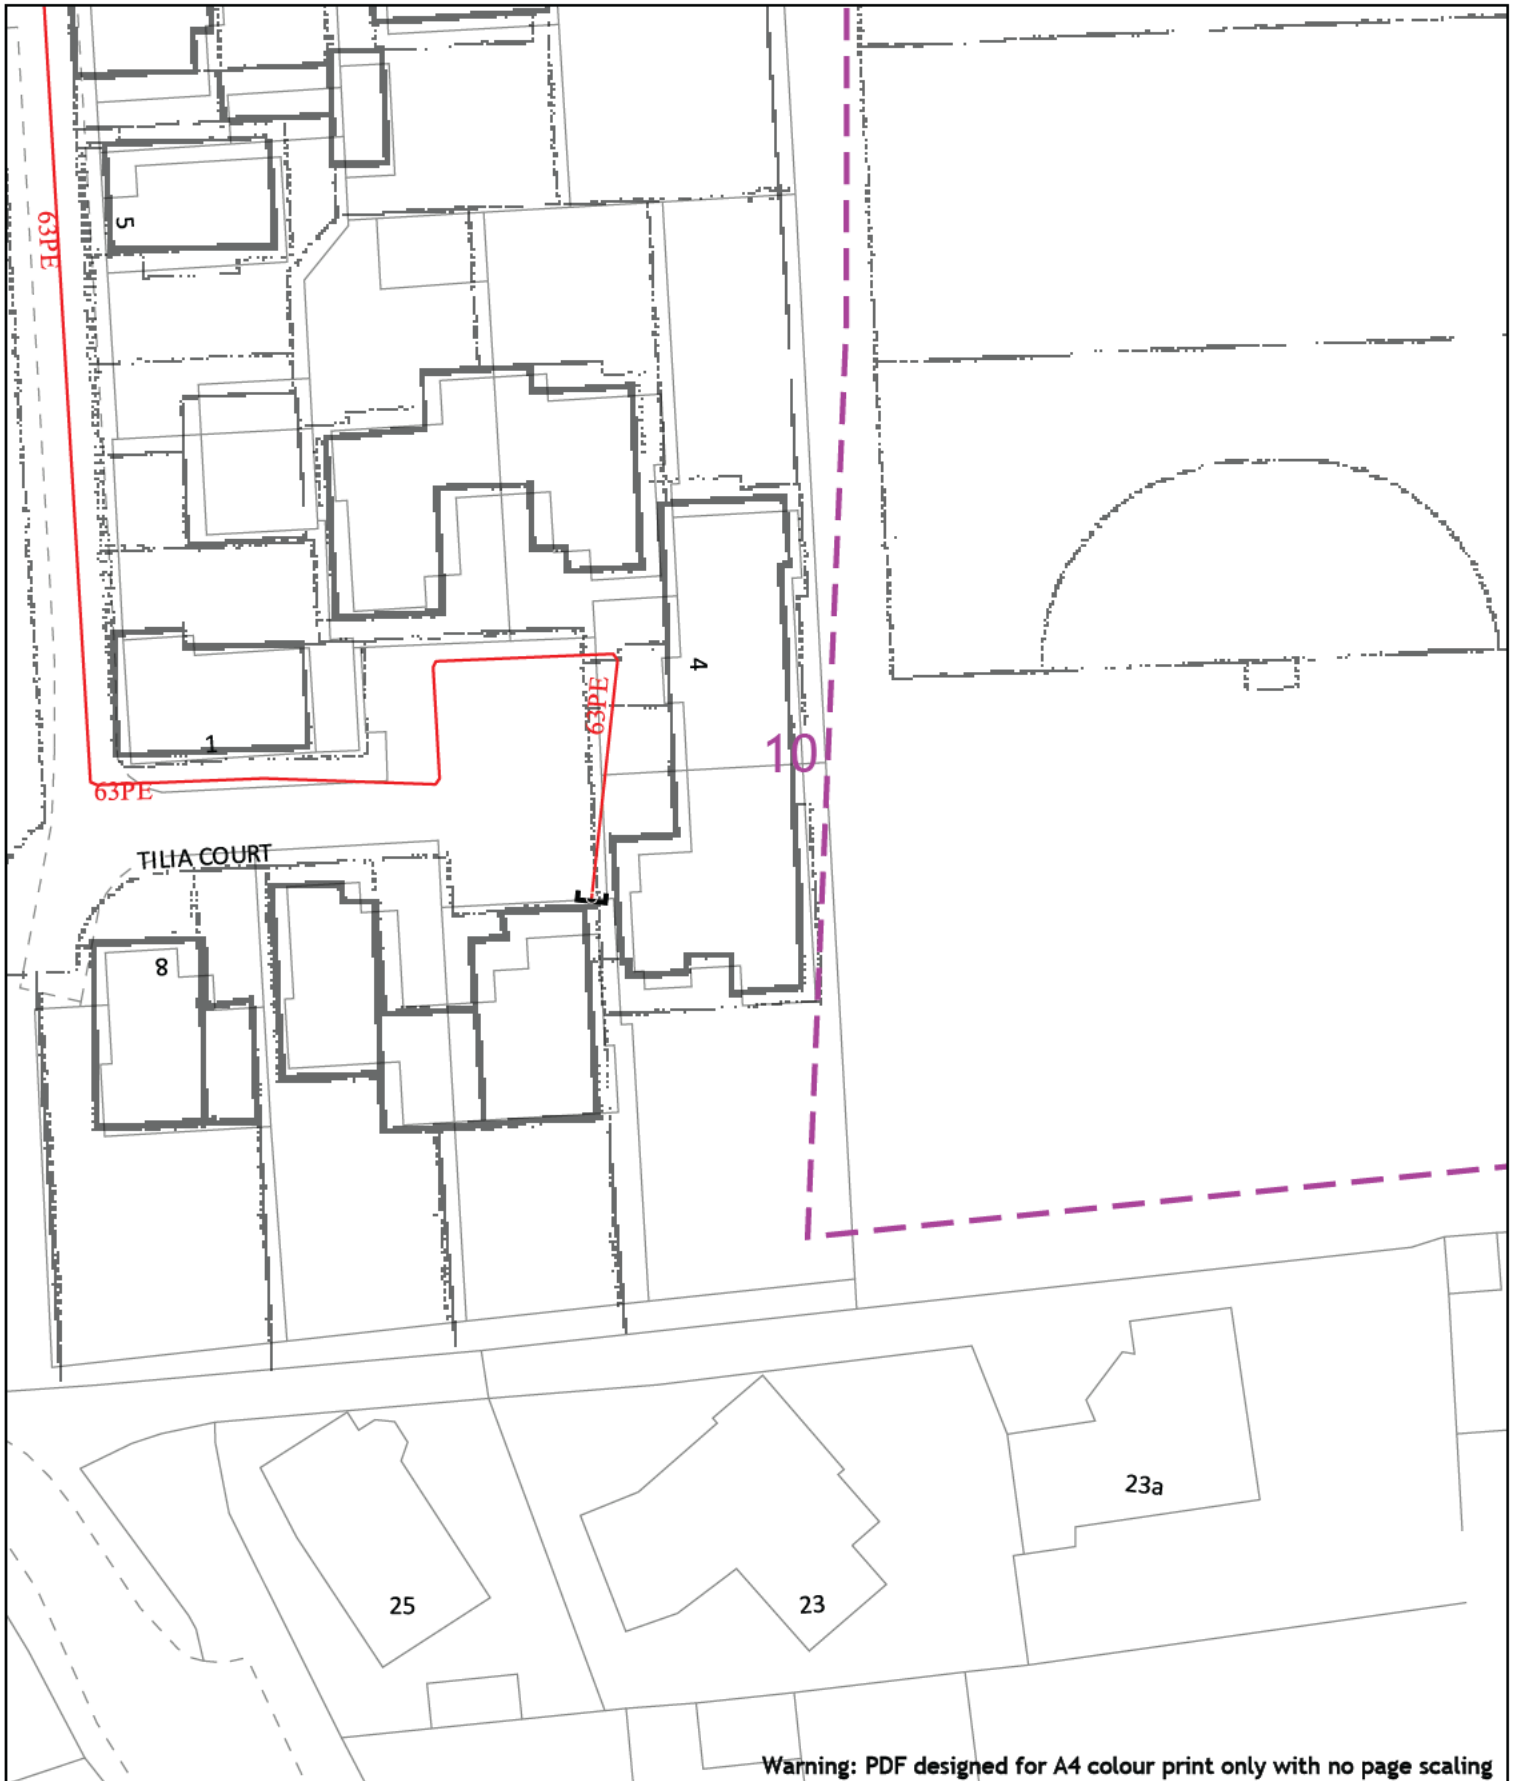 5
63PE
4
63PE
1
10
63PE
TILIA COURT
8
23a
25
23
Warning: PDF designed for A4 colour print only with no page scaling